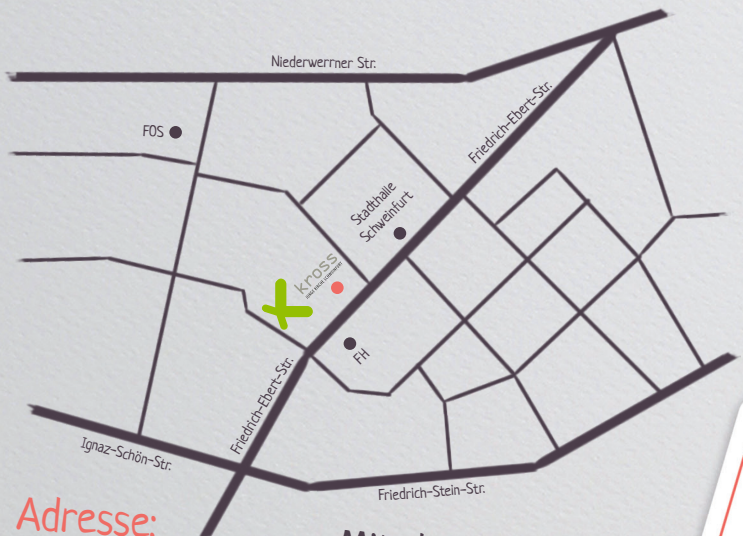 Niederwerrner Str.
FOS
Friedrich-Ebert-Str.
Stadthalle
Schweinfurt
kross
FH
Friedrich-Ebert-Str.
Ignaz-Schön-Str.
Friedrich-Stein-Str.
Adresse: